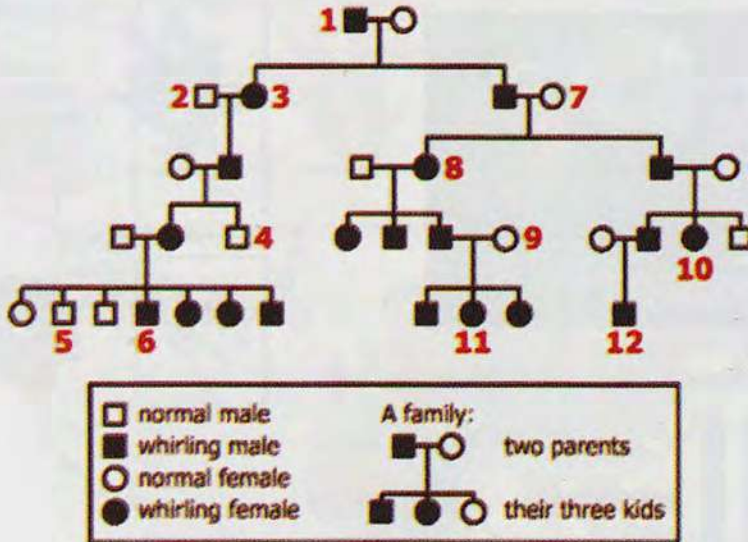 1
2 3 7
8
4 9
10
5 6 11 12
normal male A family:
whirling male two parents
normal female
whirling female their three kids